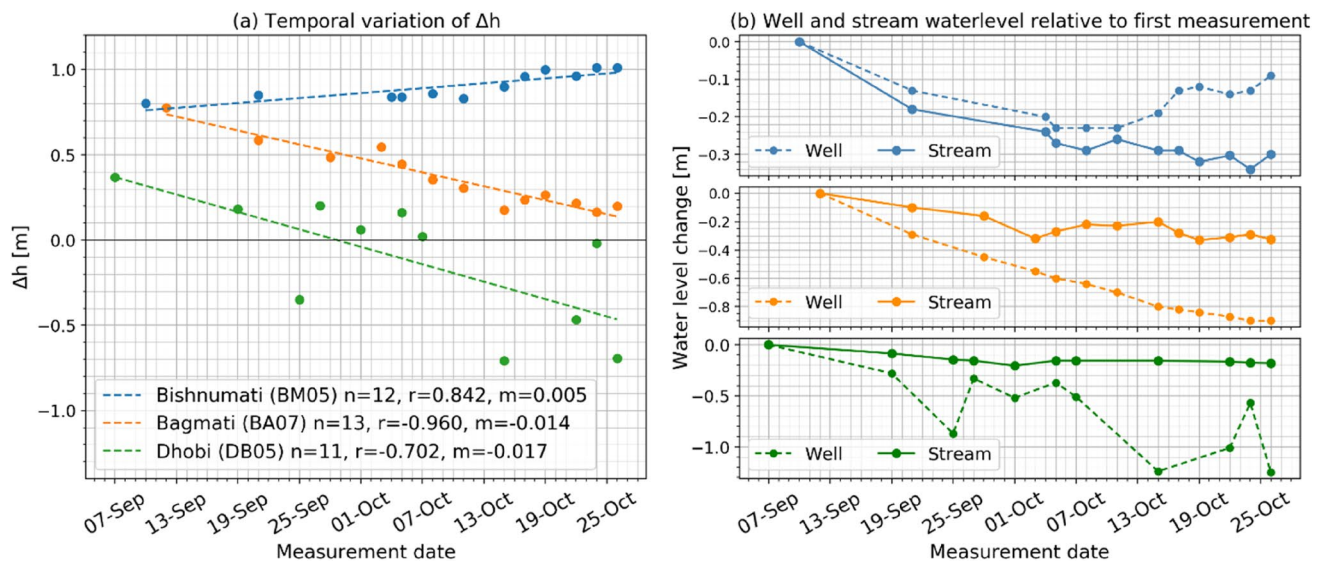 (a) Temporal variation of Δh
Δh [m]
1.0
0.5
0.0
−0.5
−1.0
Bishnumati (BM05) n=12, r=0.842, m=0.005
Bagmati (BA07) n=13, r=-0.960, m=-0.014
Dhobi (DB05) n=11, r=-0.702, m=-0.017
07-Sep
13-Sep
19-Sep
25-Sep
01-Oct
07-Oct
13-Oct
19-Oct
25-Oct
Measurement date
(b) Well and stream waterlevel relative to first measurement
Water level change [m]
0.0
−0.1
−0.2
−0.3
Well
Stream
0.0
−0.2
−0.4
−0.6
−0.8
Well
Stream
0.0
−0.5
−1.0
Well
Stream
07-Sep
13-Sep
19-Sep
25-Sep
01-Oct
07-Oct
13-Oct
19-Oct
25-Oct
Measurement date